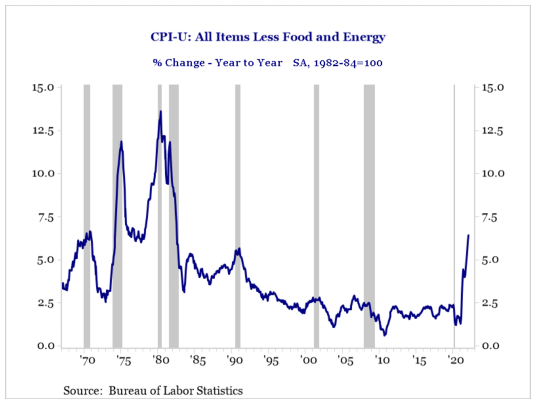 CPI-U: All Items Less Food and Energy
% Change - Year to Year SA, 1982-84=100
15.0 15.0
12.5 12.5
10.0 10.0
7.5 7.5
5.0 5.0
2.5 2.5
0.0 0.0
'70 '75 '80 '85 '90 '95 '00 '05 '10 '15 '20
Source: Bureau of Labor Statistics